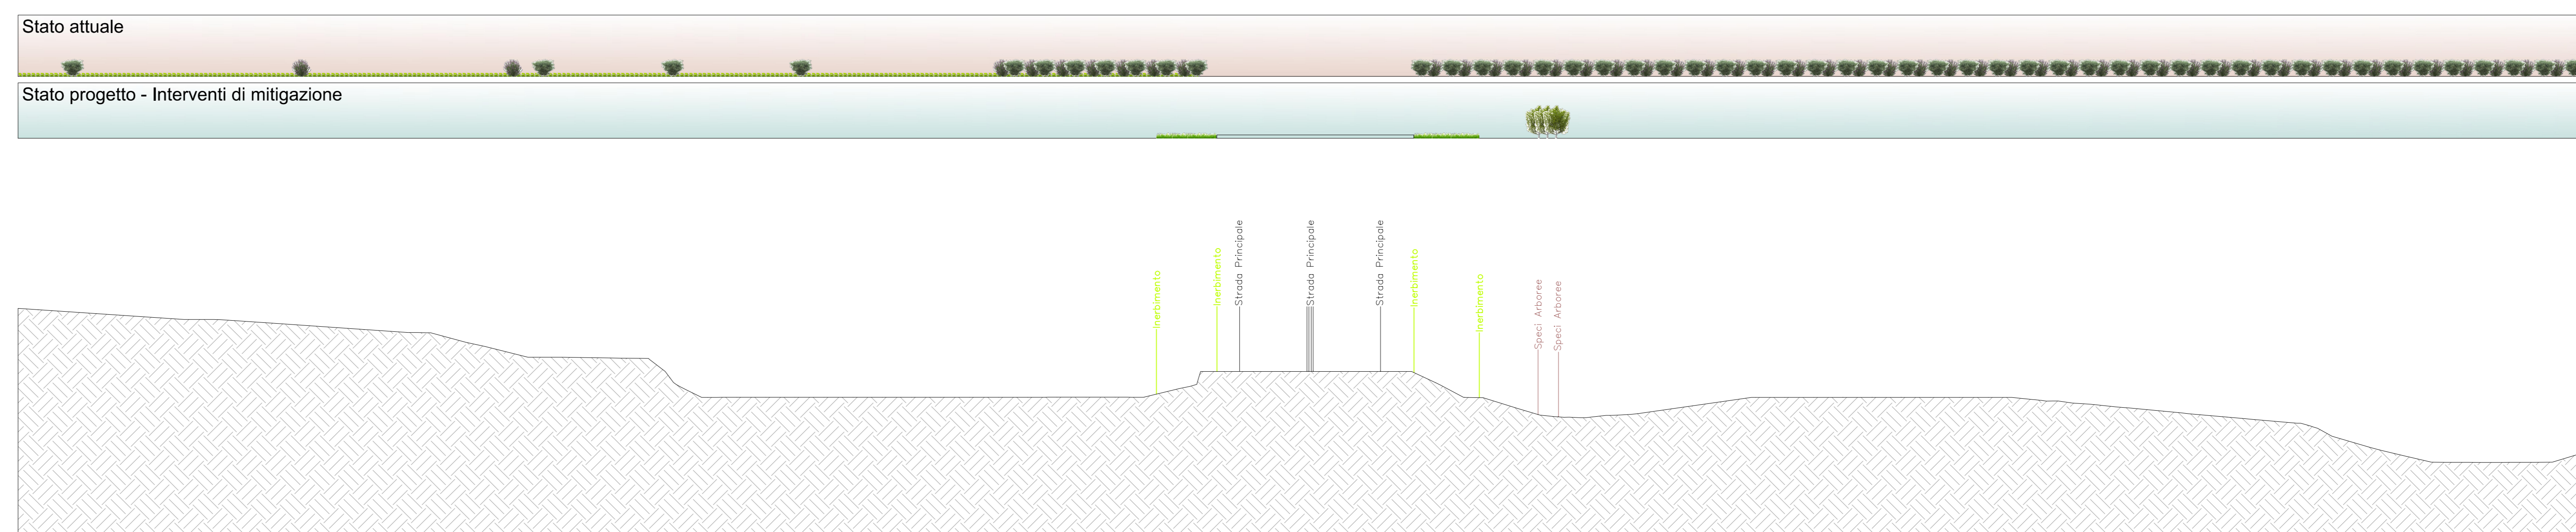 Stato attuale
Stato progetto - Interventi di mitigazione
Inerbimento
Inerbimento
Strada Principale
Strada Principale
Strada Principale
Inerbimento
Inerbimento
Speci Arboree
Speci Arboree